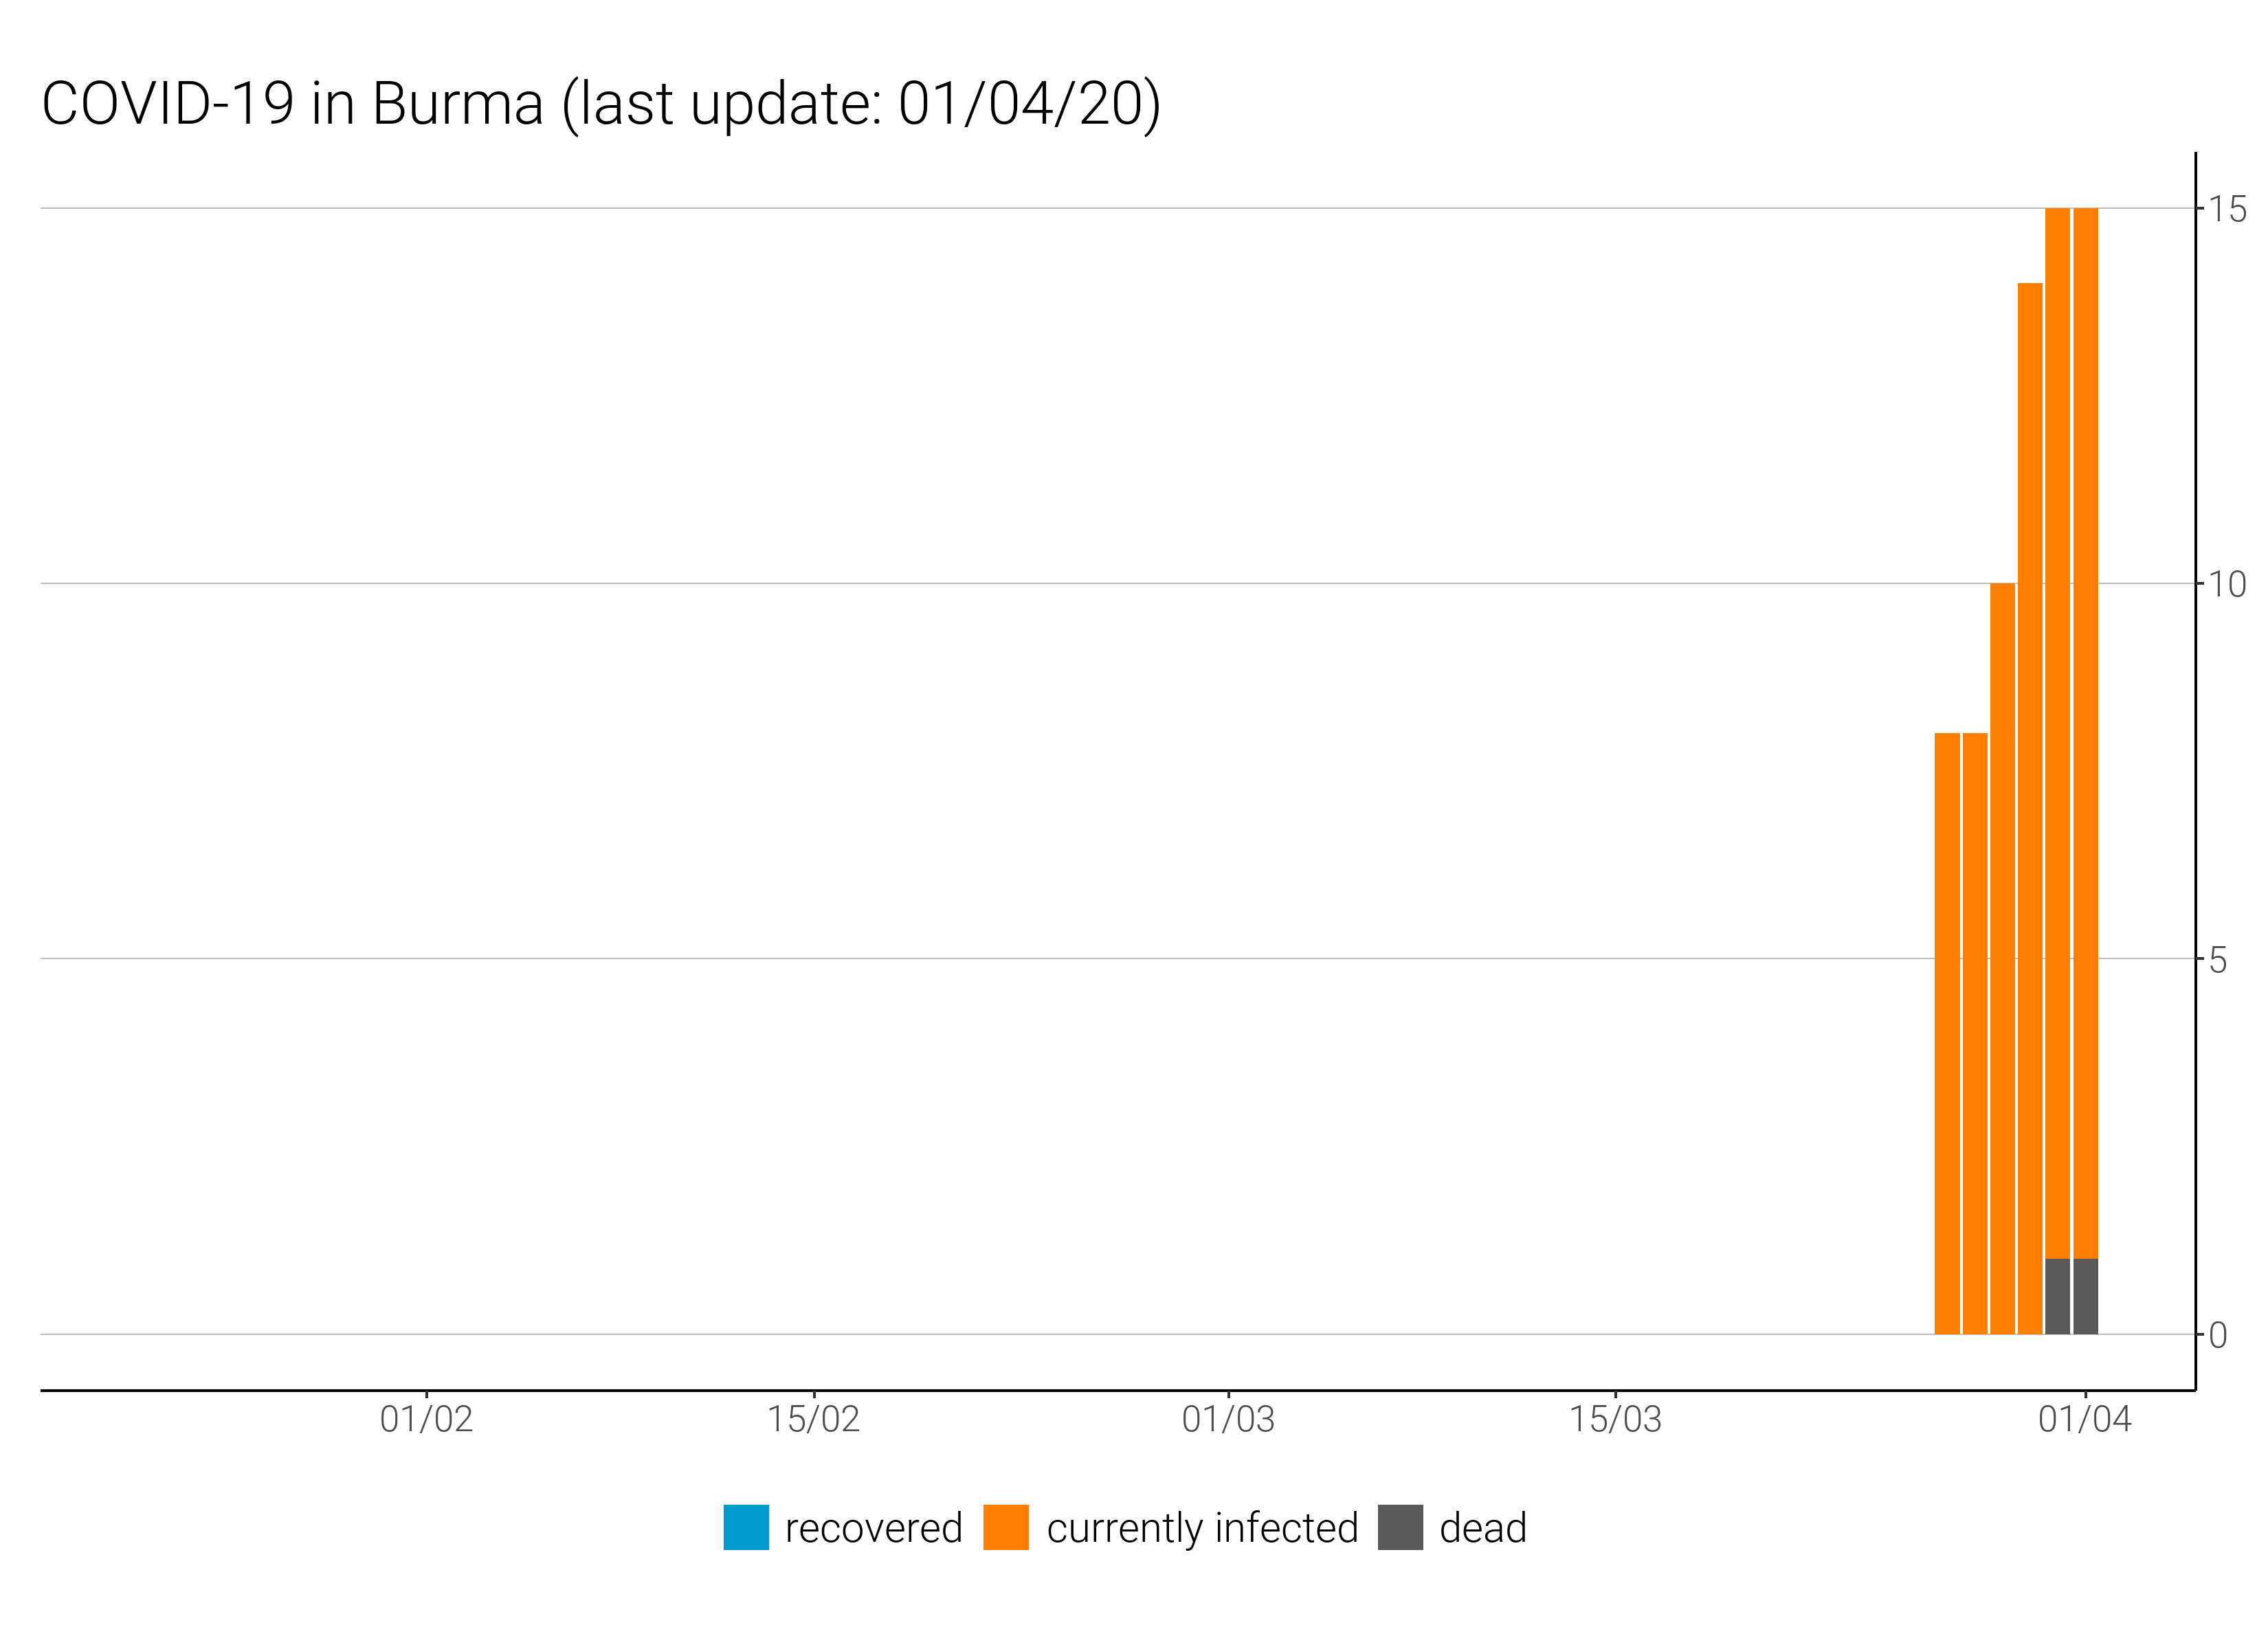 COVID-19 in Burma (last update: 01/04/20)
15
10
5
0
01/02 15/02 01/03 15/03 01/04
recovered currently infected dead